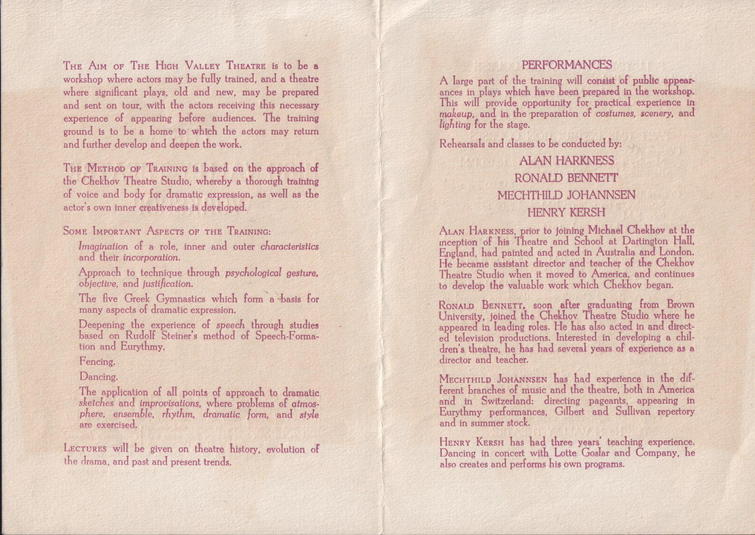 The Aim of The High Valley Theatre is to be a
workshop where actors may be fully trained, and a theatre
where significant plays, old and new, may be prepared
and sent on tour, with the actors receiving this necessary
experience of appearing before audiences. The training
ground is to be a home to which the actors may return
and further develop and deepen the work.
The Method of Training is based on the approach of
the Chekhov Theatre Studio, whereby a thorough training
of voice and body for dramatic expression, as well as the
actor's own inner creativeness is developed.
Some Important Aspects of the Training:
Imagination of a role, inner and outer characteristics
and their incorporation.
Approach to technique through psychological gesture,
objective, and justification.
The five Greek Gymnastics which form a basis for
many aspects of dramatic expression.
Deepening the experience of speech through studies
based on Rudolf Steiner's method of Speech-Forma-
tion and Eurythmy.
Fencing.
Dancing.
The application of all points of approach to dramatic
sketches and improvisations, where problems of atmos-
phere, ensemble, rhythm, dramatic form, and style
are exercised.
Lectures will be given on theatre history, evolution of
the drama, and past and present trends.
PERFORMANCES
A large part of the training will consist of public appear-
ances in plays which have been prepared in the workshop.
This will provide opportunity for practical experience in
makeup, and in the preparation of costumes, scenery, and
lighting for the stage.
Rehearsals and classes to be conducted by:
ALAN HARKNESS
RONALD BENNETT
MECHTHILD JOHANNSEN
HENRY KERSH
Alan Harkness, prior to joining Michael Chekhov at the
inception of his Theatre and School at Dartington Hall,
England, had painted and acted in Australia and London.
He became assistant director and teacher of the Chekhov
Theatre Studio when it moved to America, and continues
to develop the valuable work which Chekhov began.
Ronald Bennett, soon after graduating from Brown
University, joined the Chekhov Theatre Studio where he
appeared in leading roles. He has also acted in and direct-
ed television productions. Interested in developing a chil-
dren's theatre, he has had several years of experience as a
director and teacher.
Mechthild Johannsen has had experience in the dif-
ferent branches of music and the theatre, both in America
and in Switzerland: directing pageants, appearing in
Eurythmy performances, Gilbert and Sullivan repertory
and in summer stock.
Henry Kersh has had three years' teaching experience.
Dancing in concert with Lotte Goslar and Company, he
also creates and performs his own programs.